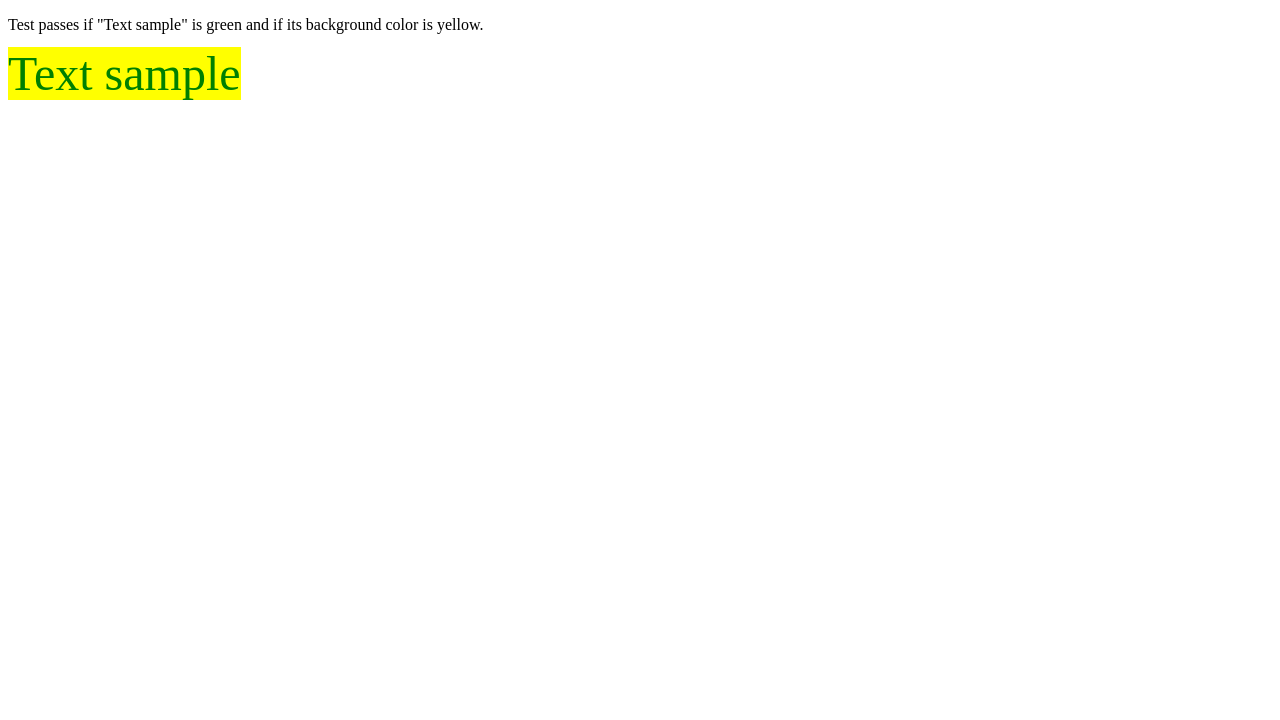 Test passes if "Text sample" is green and if its background color is yellow.
Text sample